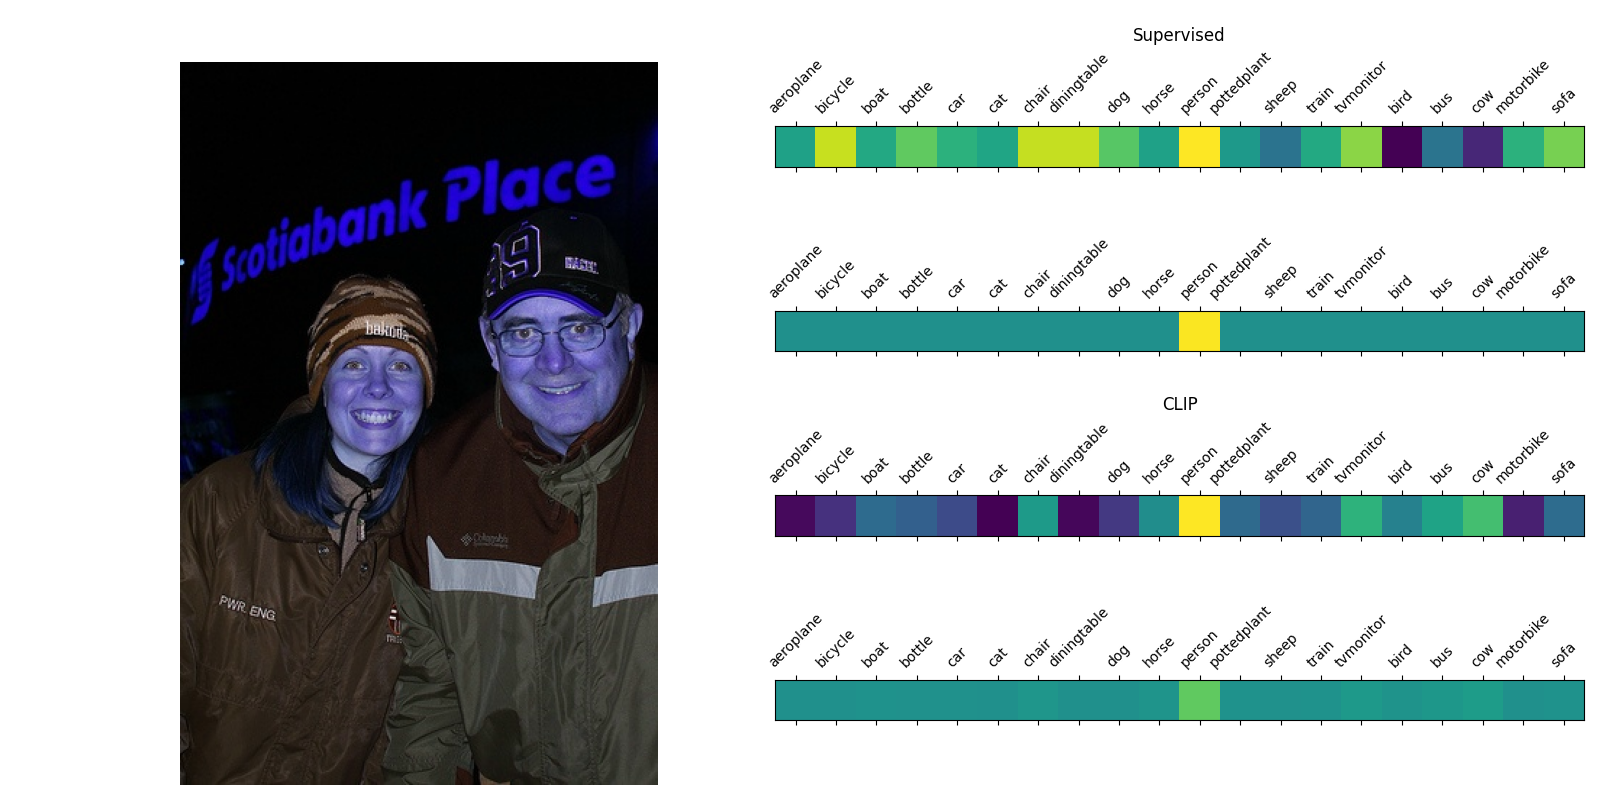 Supervised
aeroplane bicycle boat bottle car cat chair diningtable dog horse person pottedplant sheep train tvmonitor bird bus cow motorbike sofa
aeroplane bicycle boat bottle car cat chair diningtable dog horse person pottedplant sheep train tvmonitor bird bus cow motorbike sofa
CLIP
aeroplane bicycle boat bottle car cat chair diningtable dog horse person pottedplant sheep train tvmonitor bird bus cow motorbike sofa
aeroplane bicycle boat bottle car cat chair diningtable dog horse person pottedplant sheep train tvmonitor bird bus cow motorbike sofa
Scotiabank Place
99
bakoda
Columbia
PWR. ENG.